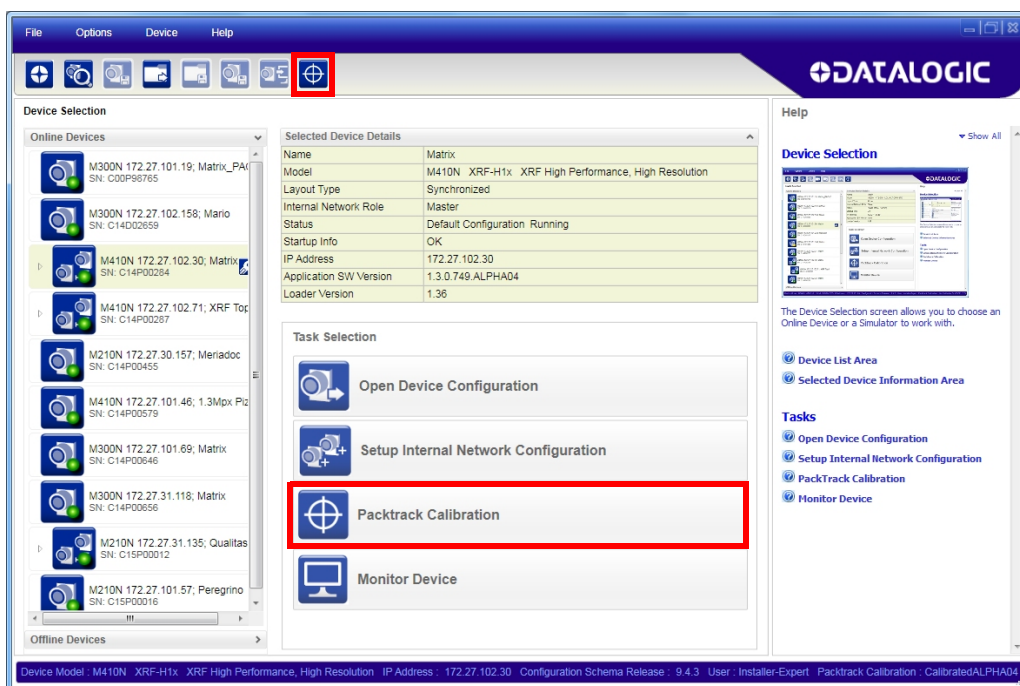 File Options Device Help
DATALOGIC
Device Selection
Online Devices
M300N 172.27.101.19; Matrix_PA
SN: C00P98765
M300N 172.27.102.158; Mario
SN: C14D02659
M410N 172.27.102.30; Matrix
SN: C14P00284
M410N 172.27.102.71; XRF Top
SN: C14P00287
M210N 172.27.30.157; Meriadoc
SN: C14P00455
M410N 172.27.101.46; 1.3Mpx Piz
SN: C14P00579
M300N 172.27.101.69; Matrix
SN: C14P00646
M300N 172.27.31.118; Matrix
SN: C14P00656
M210N 172.27.31.135; Qualitas
SN: C15P00012
M210N 172.27.101.57; Peregrino
SN: C15P00016
Offline Devices
Selected Device Details
Name Matrix
Model M410N XRF-H1x XRF High Performance, High Resolution
Layout Type Synchronized
Internal Network Role Master
Status Default Configuration Running
Startup Info OK
IP Address 172.27.102.30
Application SW Version 1.3.0.749.ALPHA04
Loader Version 1.36
Task Selection
Open Device Configuration
Setup Internal Network Configuration
Packtrack Calibration
Monitor Device
Help
Show All
Device Selection
The Device Selection screen allows you to choose an
Online Device or a Simulator to work with.
Device List Area
Selected Device Information Area
Tasks
Open Device Configuration
Setup Internal Network Configuration
PackTrack Calibration
Monitor Device
Device Model : M410N XRF-H1x XRF High Performance, High Resolution IP Address : 172.27.102.30 Configuration Schema Release : 9.4.3 User : Installer-Expert Packtrack Calibration : CalibratedALPHA04